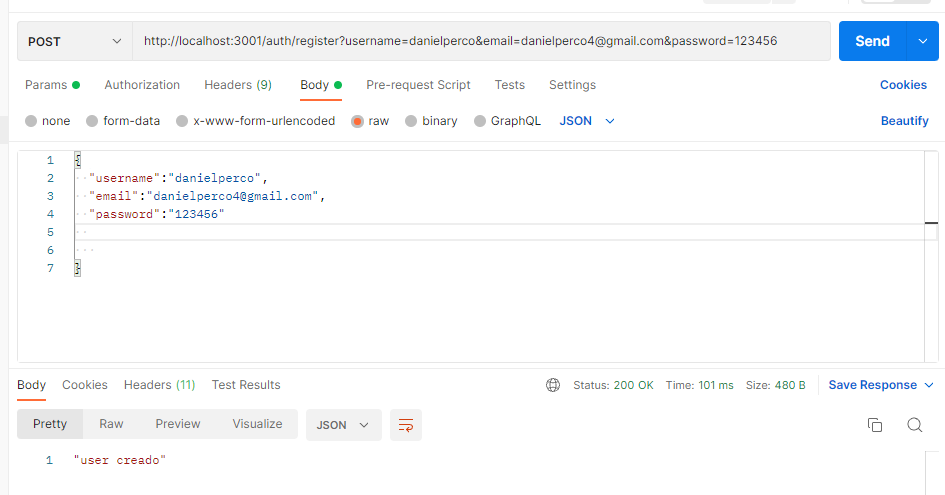 POST http://localhost:3001/auth/register?username=danielperco&email=danielperco4@gmail.com&password=123456 Send
Params Authorization Headers (9) Body Pre-request Script Tests Settings Cookies
none form-data x-www-form-urlencoded raw binary GraphQL JSON Beautify
1 {
2 "username":"danielperco",
3 "email":"danielperco4@gmail.com",
4 "password":"123456"
5
6
7 }
Body Cookies Headers (11) Test Results Status: 200 OK Time: 101 ms Size: 480 B Save Response
Pretty Raw Preview Visualize JSON
1 "user creado"